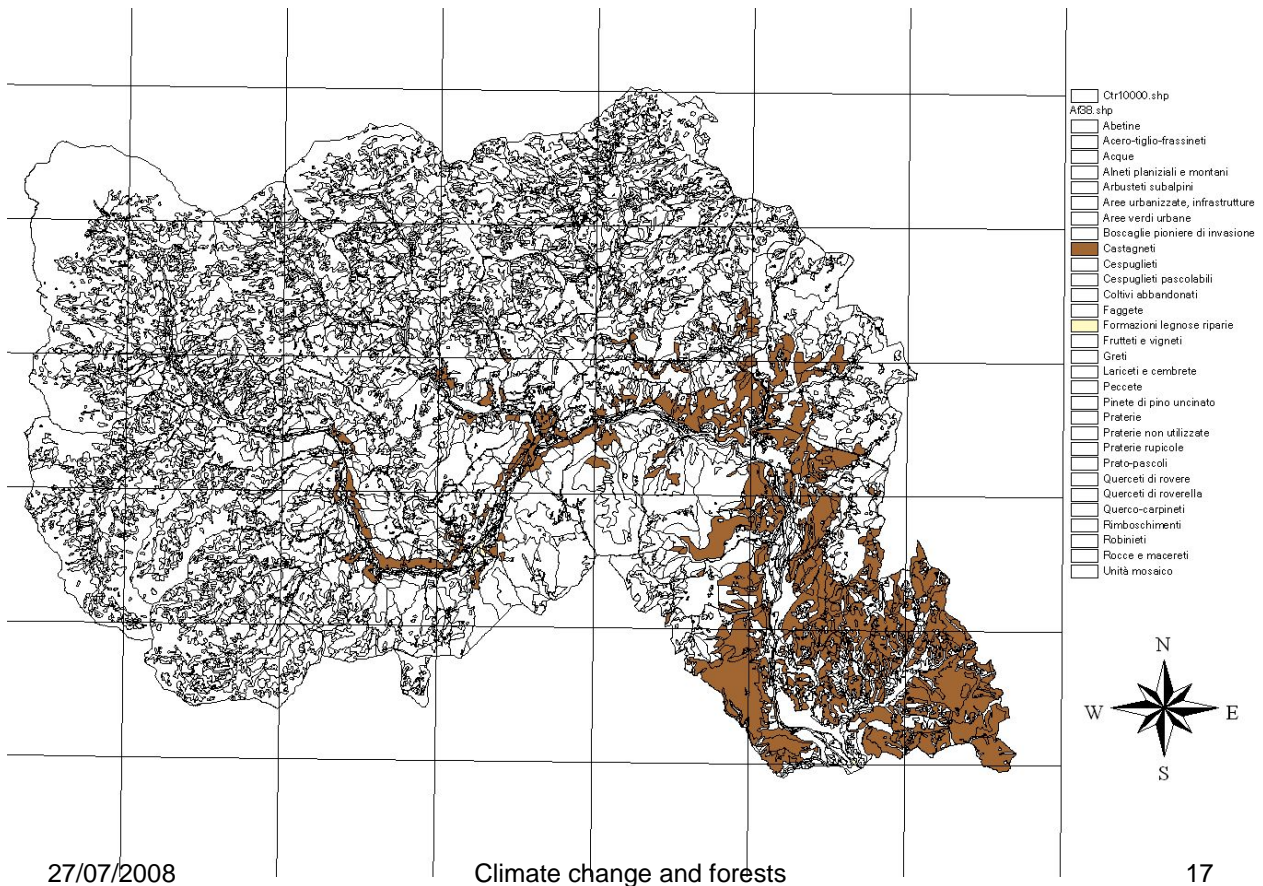 Ctr10000.shp
Af38.shp
Abetine
Acero-tiglio-frassineti
Acque
Alneti planiziali e montani
Arbusteti subalpini
Aree urbanizzate, infrastrutture
Aree verdi urbane
Boscaglie pioniere di invasione
Castagneti
Cespuglieti
Cespuglieti pascolabili
Coltivi abbandonati
Faggete
Formazioni legnose riparie
Frutteti e vigneti
Greti
Lariceti e cembrete
Peccete
Pinete di pino uncinato
Praterie
Praterie non utilizzate
Praterie rupicole
Prato-pascoli
Querceti di rovere
Querceti di roverella
Querco-carpineti
Rimboschimenti
Robinieti
Rocce e macereti
Unità mosaico
N
W E
S
27/07/2008 Climate change and forests 17